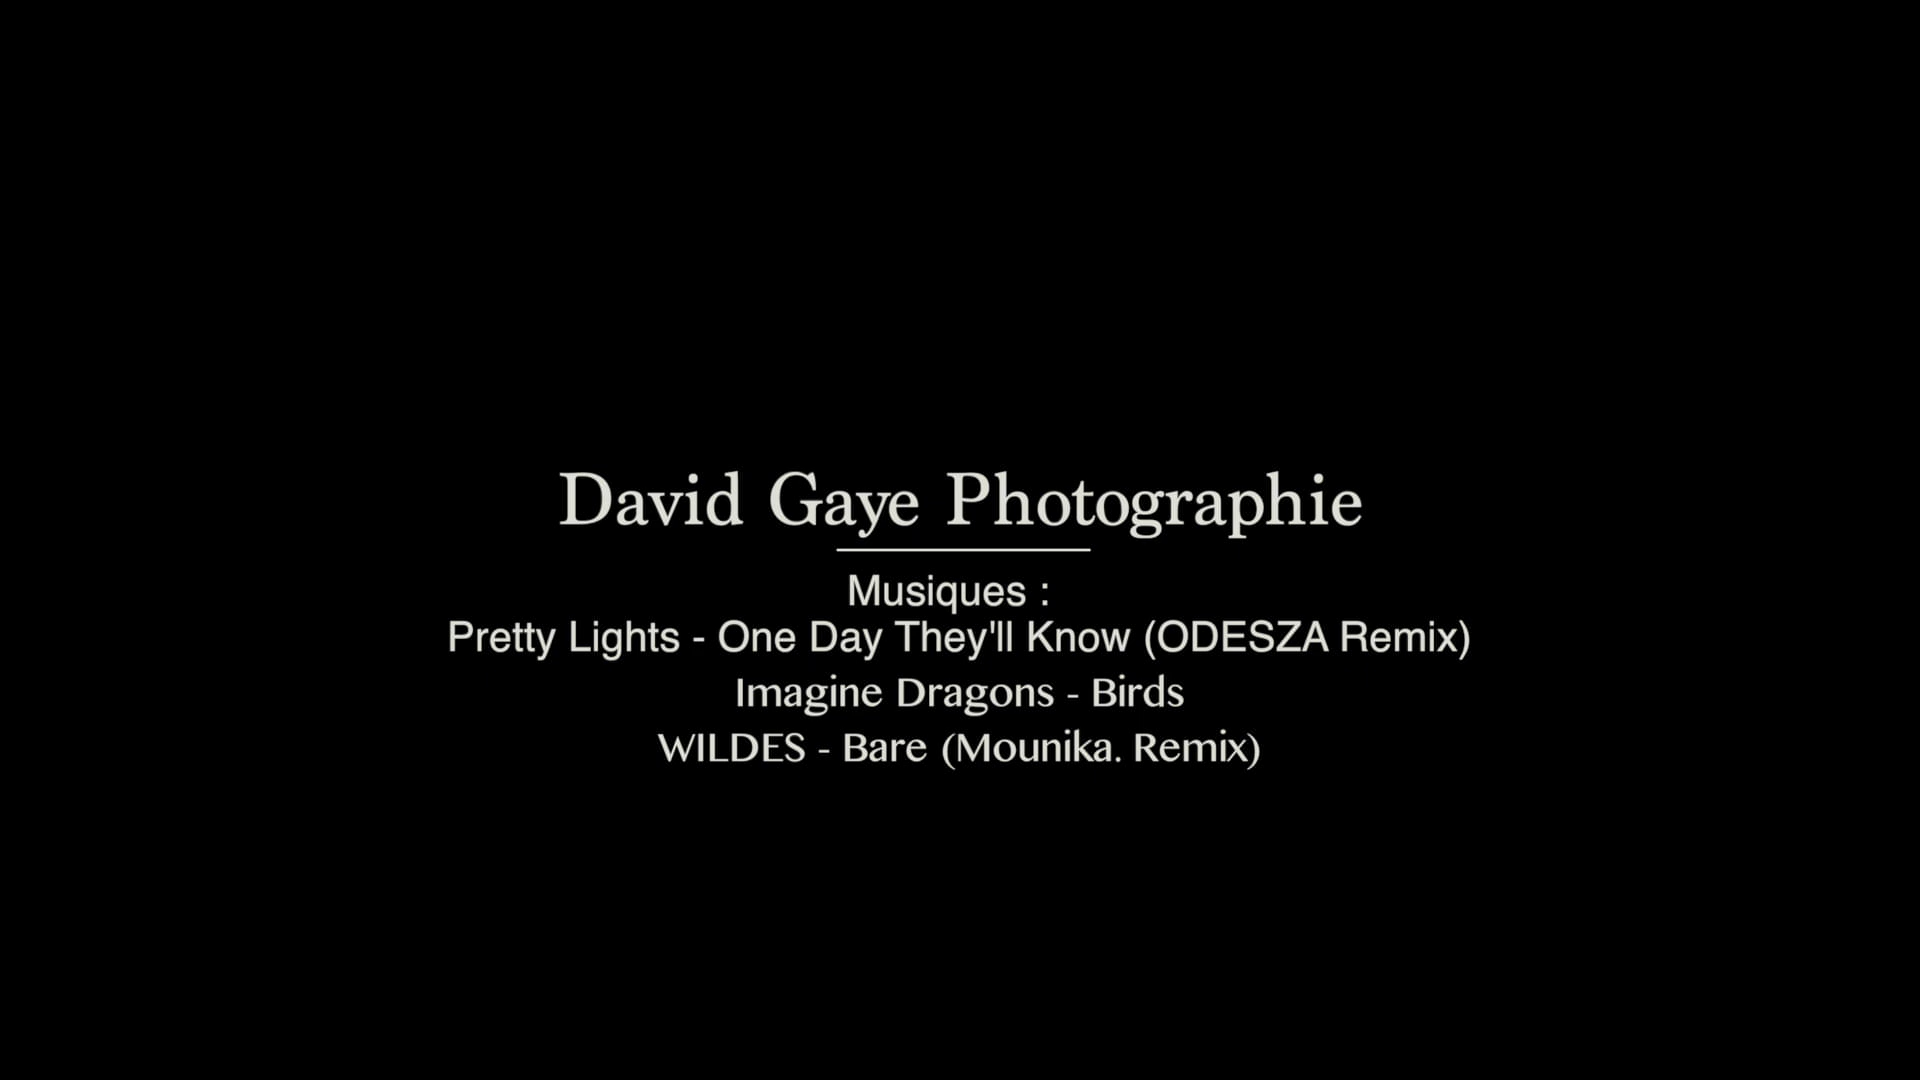 David Gaye Photographie
Musiques :
Pretty Lights - One Day They'll Know (ODESZA Remix)
Imagine Dragons - Birds
WILDES - Bare (Mounika. Remix)